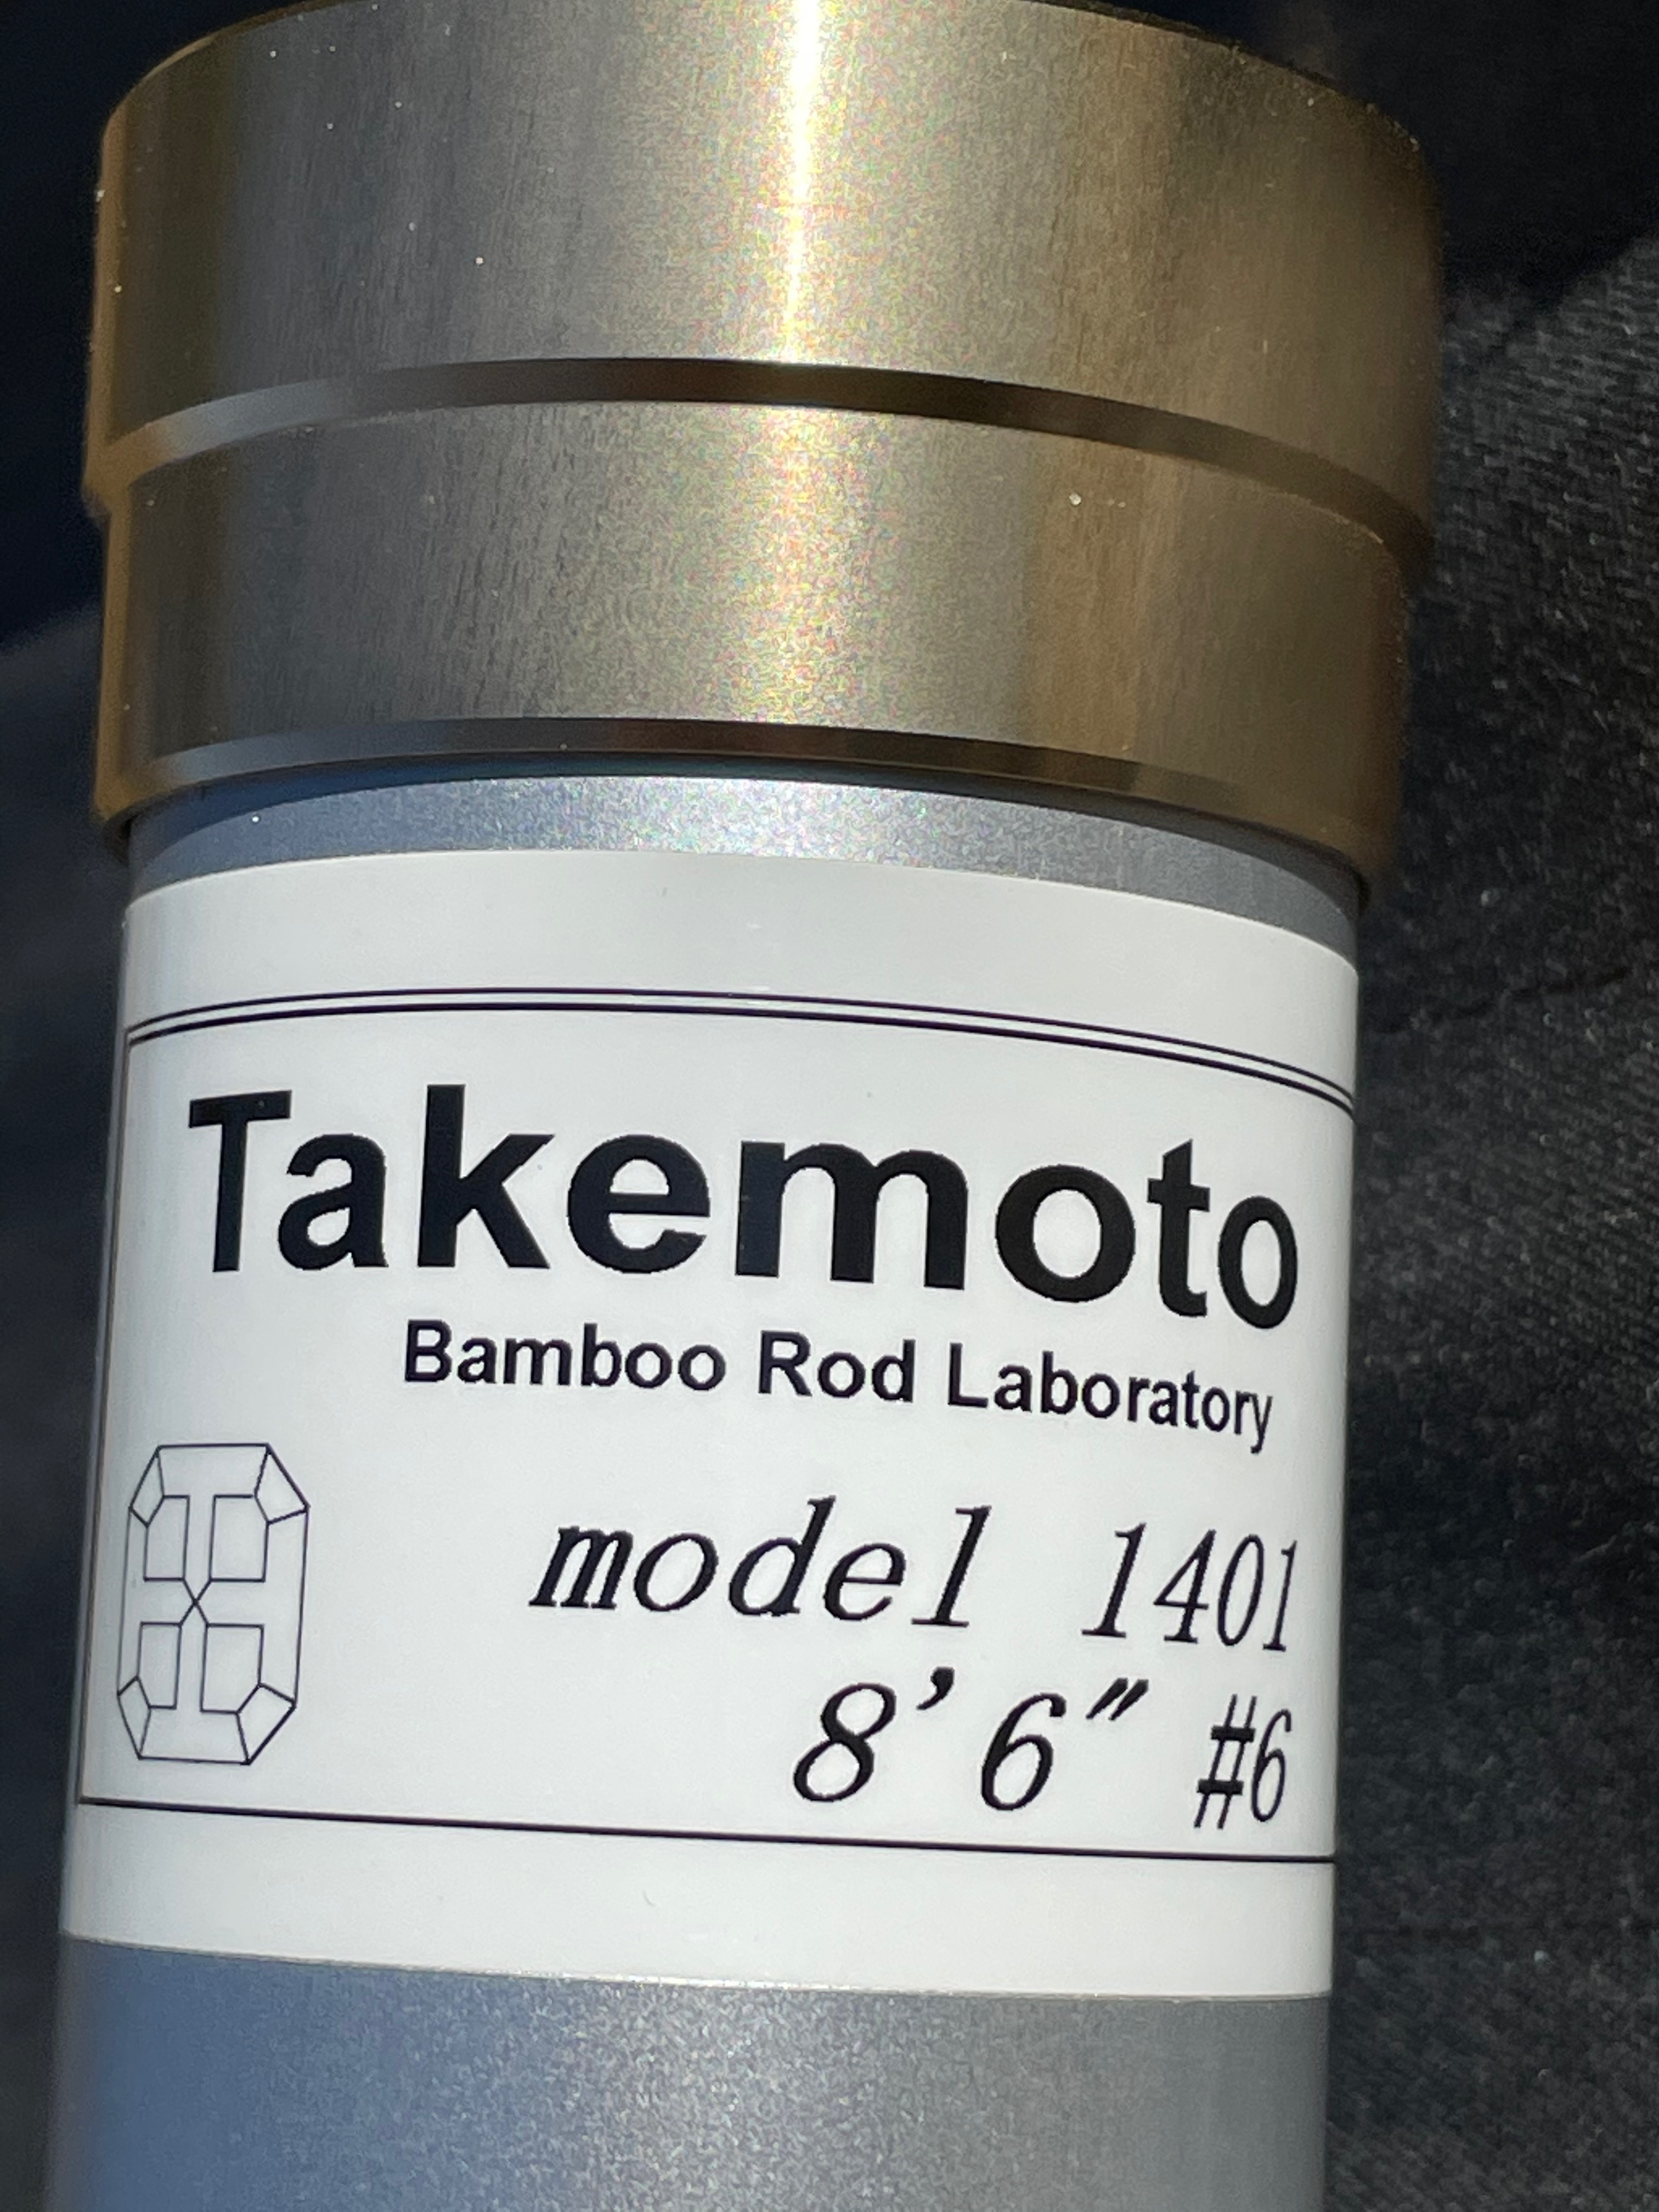 Takemoto
Bamboo Rod Laboratory
model 1401
8’6″ #6